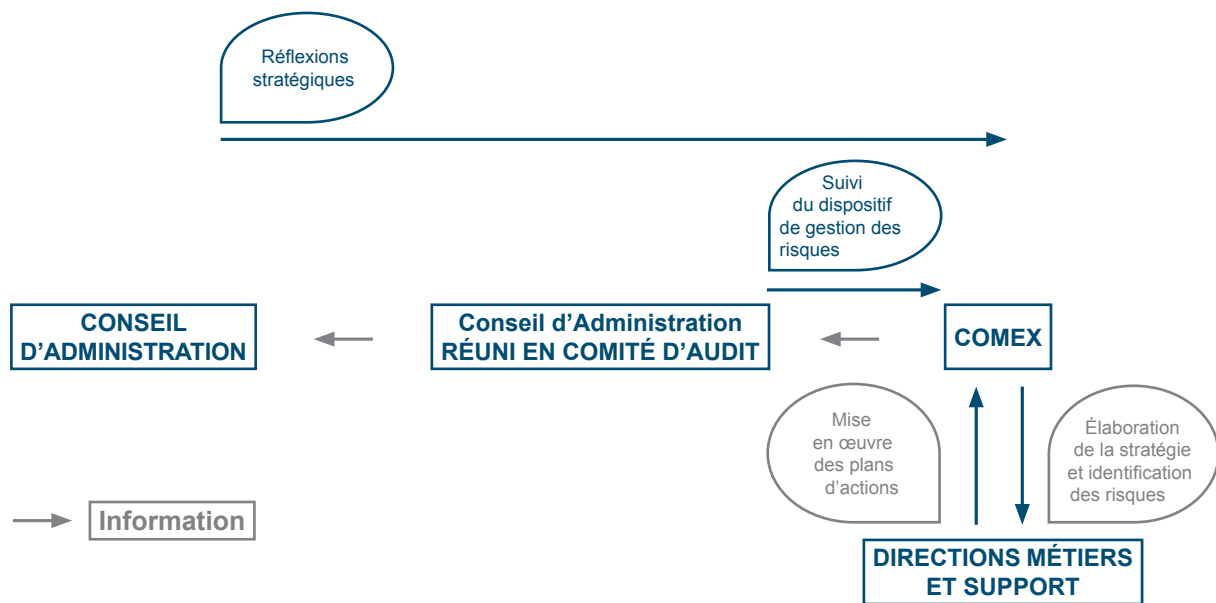 Réflexions
stratégiques
Suivi
du dispositif
de gestion des
risques
CONSEIL
D’ADMINISTRATION
Conseil d’Administration
RÉUNI EN COMITÉ D’AUDIT
COMEX
Mise
en œuvre
des plans
d’actions
Élaboration
de la stratégie
et identification
des risques
Information
DIRECTIONS MÉTIERS
ET SUPPORT